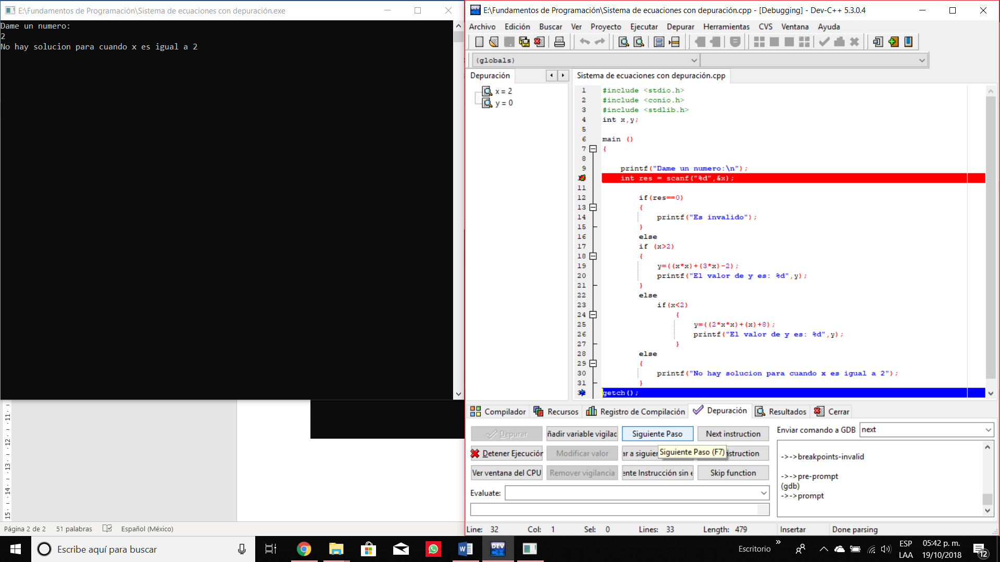 E:\Fundamentos de Programación\Sistema de ecuaciones con depuración.exe
Dame un numero:
2
No hay solucion para cuando x es igual a 2
·11·
·12·
·13·
·14·
·15·
Página 2 de 2 51 palabras Español (México)
E:\Fundamentos de Programación\Sistema de ecuaciones con depuración.cpp - [Debugging] - Dev-C++ 5.3.0.4
Archivo Edición Buscar Ver Proyecto Ejecutar Depurar Herramientas CVS Ventana Ayuda
(globals)
Depuración
x = 2
y = 0
Sistema de ecuaciones con depuración.cpp
1 #include <stdio.h>
2 #include <conio.h>
3 #include <stdlib.h>
4 int x,y;
5
6 main ()
7 {
8
9 printf("Dame un numero:\n");
int res = scanf("%d",&x);
11
12 if(res==0)
13 {
14 printf("Es invalido");
15 }
16 else
17 if (x>2)
18 {
19 y=((x*x)+(3*x)-2);
20 printf("El valor de y es: %d",y);
21 }
22 else
23 if(x<2)
24 {
25 y=((2*x*x)+(x)+8);
26 printf("El valor de y es: %d",y);
27 }
28 else
29 {
30 printf("No hay solucion para cuando x es igual a 2");
31 }
getch();
Compilador Recursos Registro de Compilación Depuración Resultados Cerrar
Depurar ñadir variable vigilac Siguiente Paso Next instruction
Detener Ejecución Modificar valor ar a siguier Siguiente Paso (F7) struction
Ver ventana del CPU Remover vigilancia ente Instrucción sin e Skip function
Evaluate:
Enviar comando a GDB next
->->breakpoints-invalid
->->pre-prompt
(gdb)
->->prompt
Line: 32 Col: 1 Sel: 0 Lines: 33 Length: 479 Insertar Done parsing
Escribe aquí para buscar
DEV C++
Escritorio
ESP
LAA
05:42 p. m.
19/10/2018
12